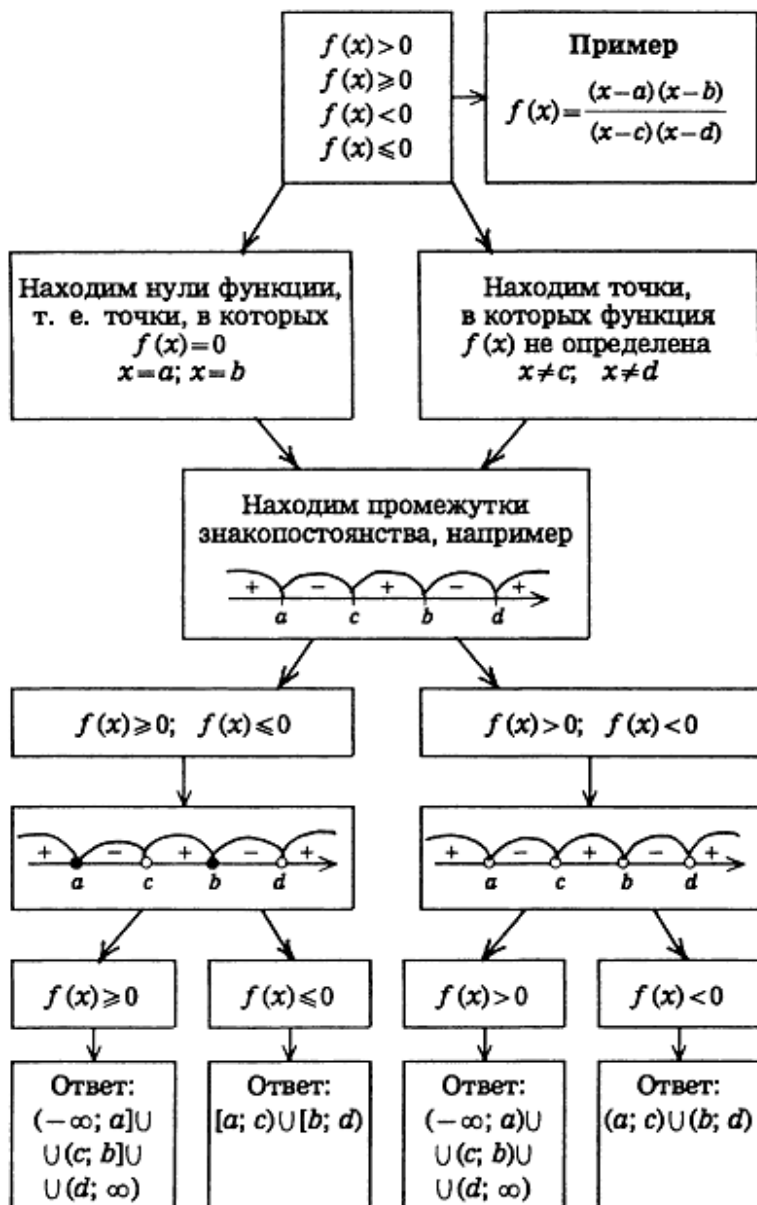 f(x)>0
f(x)⩾0
f(x)<0
f(x)⩽0
Пример
f(x)=(x−a)(x−b)
(x−c)(x−d)
Находим нули функции,
т. е. точки, в которых
f(x)=0
x=a; x=b
Находим точки,
в которых функция
f(x) не определена
x≠c; x≠d
Находим промежутки
знакопостоянства, например
+ − + − +
a c b d
f(x)⩾0; f(x)⩽0
f(x)>0; f(x)<0
+ − + − +
a c b d
+ − + − +
a c b d
f(x)⩾0
f(x)⩽0
f(x)>0
f(x)<0
Ответ:
(−∞; a]∪
∪(c; b]∪
∪(d; ∞)
Ответ:
[a; c)∪[b; d)
Ответ:
(−∞; a)∪
∪(c; b)∪
∪(d; ∞)
Ответ:
(a; c)∪(b; d)